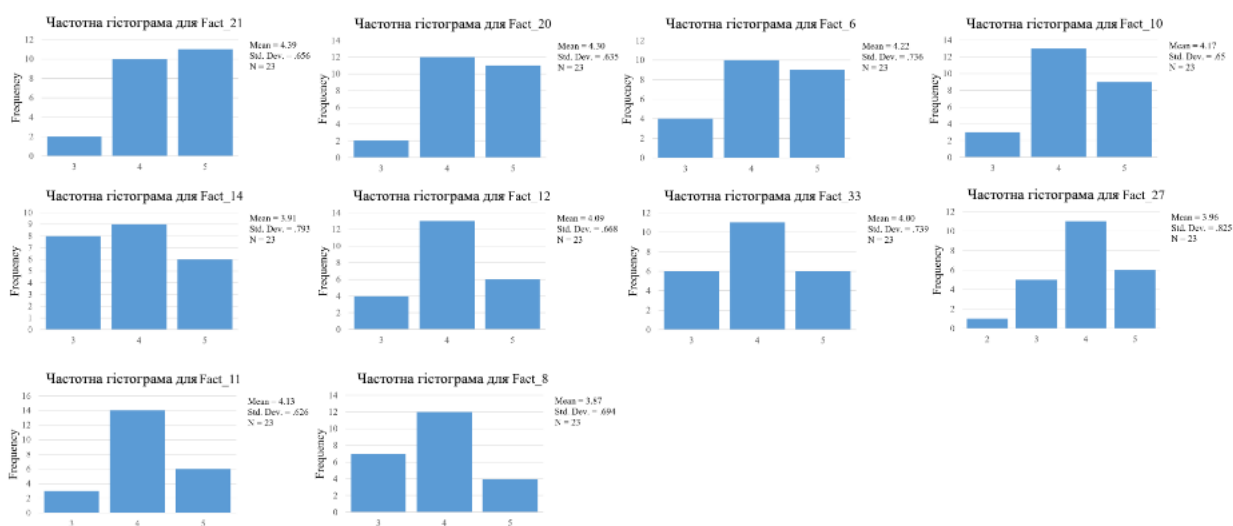 Частотна гістограма для Fact_21
Mean = 4.39
Std. Dev. = .656
N = 23
Frequency
12
10
8
6
4
2
0
3 4 5
Частотна гістограма для Fact_20
Mean = 4.30
Std. Dev. = .635
N = 23
Frequency
14
12
10
8
6
4
2
0
3 4 5
Частотна гістограма для Fact_6
Mean = 4.22
Std. Dev. = .736
N = 23
Frequency
12
10
8
6
4
2
0
3 4 5
Частотна гістограма для Fact_10
Mean = 4.17
Std. Dev. = .65
N = 23
Frequency
14
12
10
8
6
4
2
0
3 4 5
Частотна гістограма для Fact_14
Mean = 3.91
Std. Dev. = .793
N = 23
Frequency
10
9
8
7
6
5
4
3
2
1
0
3 4 5
Частотна гістограма для Fact_12
Mean = 4.09
Std. Dev. = .668
N = 23
Frequency
14
12
10
8
6
4
2
0
3 4 5
Частотна гістограма для Fact_33
Mean = 4.00
Std. Dev. = .739
N = 23
Frequency
12
10
8
6
4
2
0
3 4 5
Частотна гістограма для Fact_27
Mean = 3.96
Std. Dev. = .825
N = 23
Frequency
12
10
8
6
4
2
0
2 3 4 5
Частотна гістограма для Fact_11
Mean = 4.13
Std. Dev. = .626
N = 23
Frequency
16
14
12
10
8
6
4
2
0
3 4 5
Частотна гістограма для Fact_8
Mean = 3.87
Std. Dev. = .694
N = 23
Frequency
14
12
10
8
6
4
2
0
3 4 5